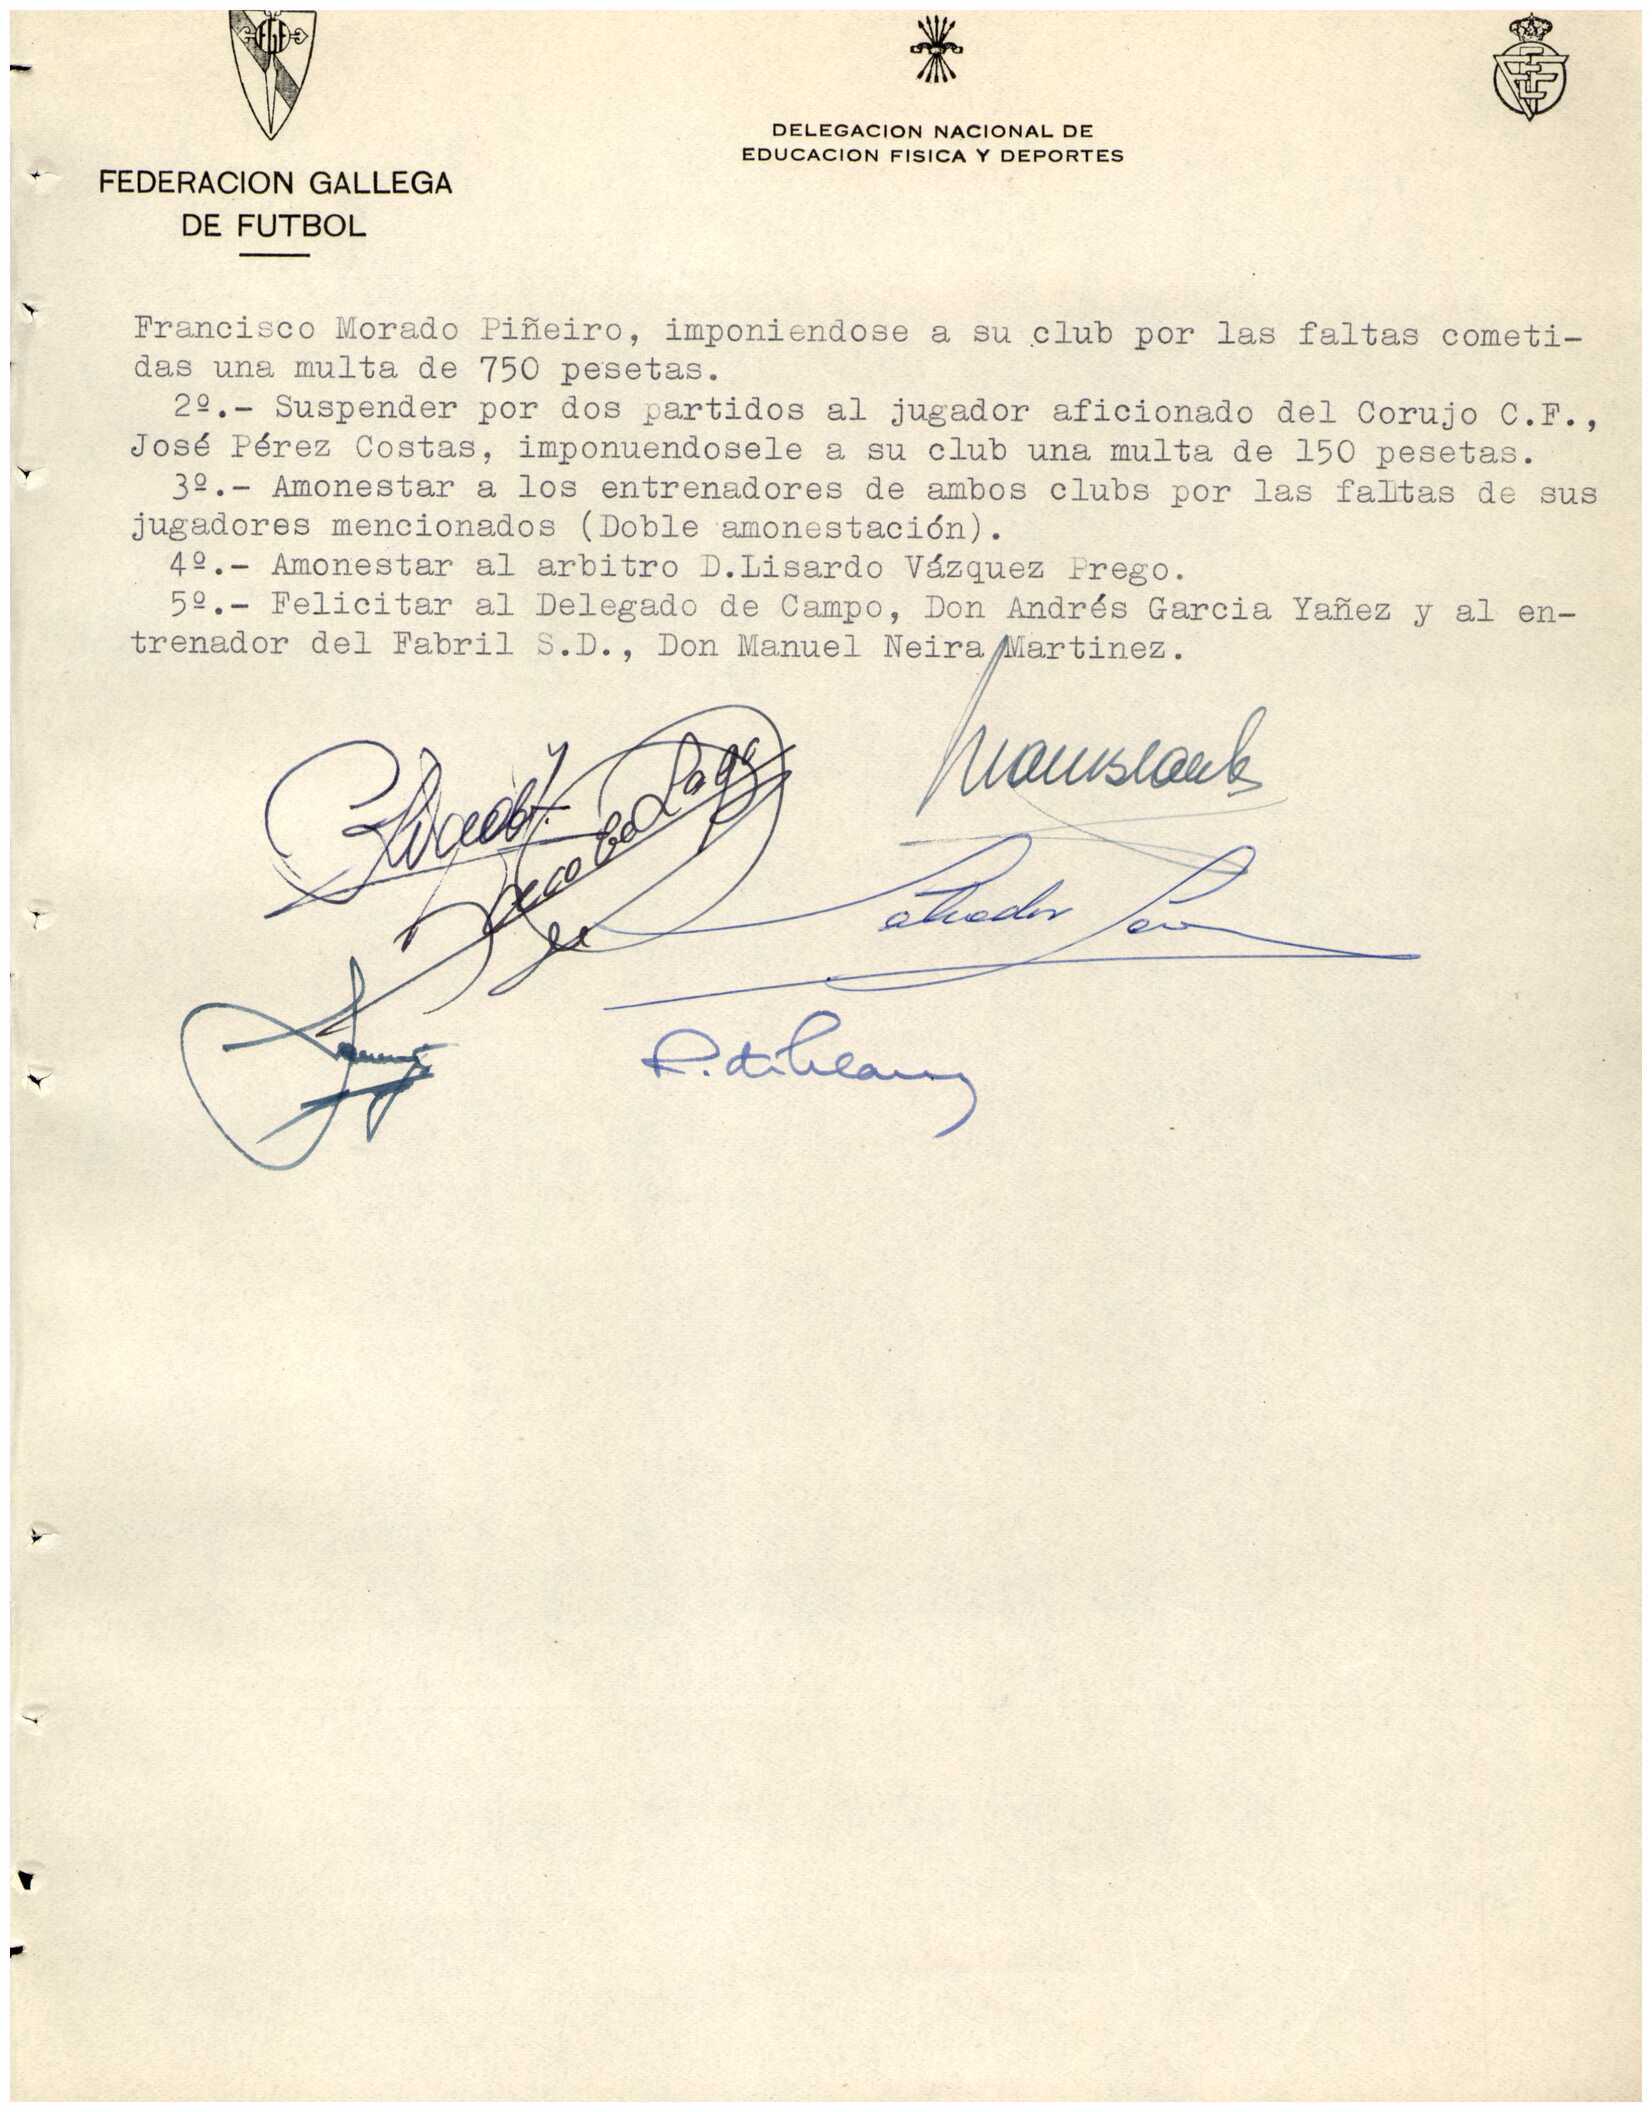 FGF
DELEGACION NACIONAL DE
EDUCACION FISICA Y DEPORTES
FEDERACION GALLEGA
DE FUTBOL
Francisco Morado Piñeiro, imponiendose a su club por las faltas cometi-
das una multa de 750 pesetas.
2º.- Suspender por dos partidos al jugador aficionado del Corujo C.F.,
José Pérez Costas, imponuendosele a su club una multa de 150 pesetas.
3º.- Amonestar a los entrenadores de ambos clubs por las faltas de sus
jugadores mencionados (Doble amonestación).
4º.- Amonestar al arbitro D.Lisardo Vázquez Prego.
5º.- Felicitar al Delegado de Campo, Don Andrés Garcia Yañez y al en-
trenador del Fabril S.D., Don Manuel Neira Martinez.
Lago
Salvador